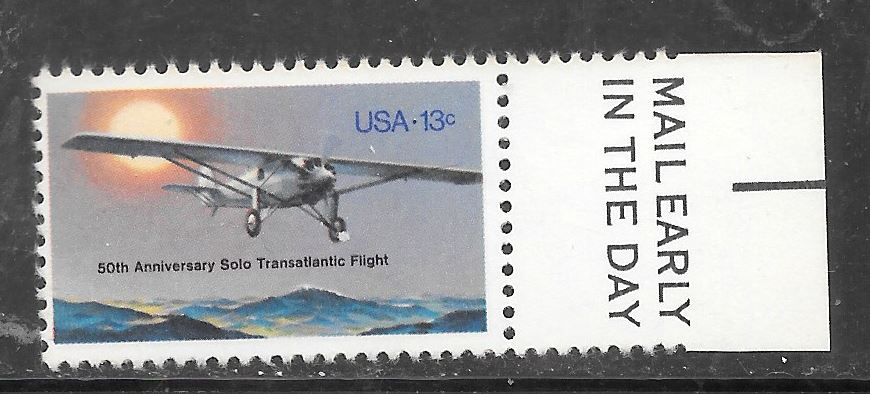 USA·13c
50th Anniversary Solo Transatlantic Flight
MAIL EARLY
IN THE DAY